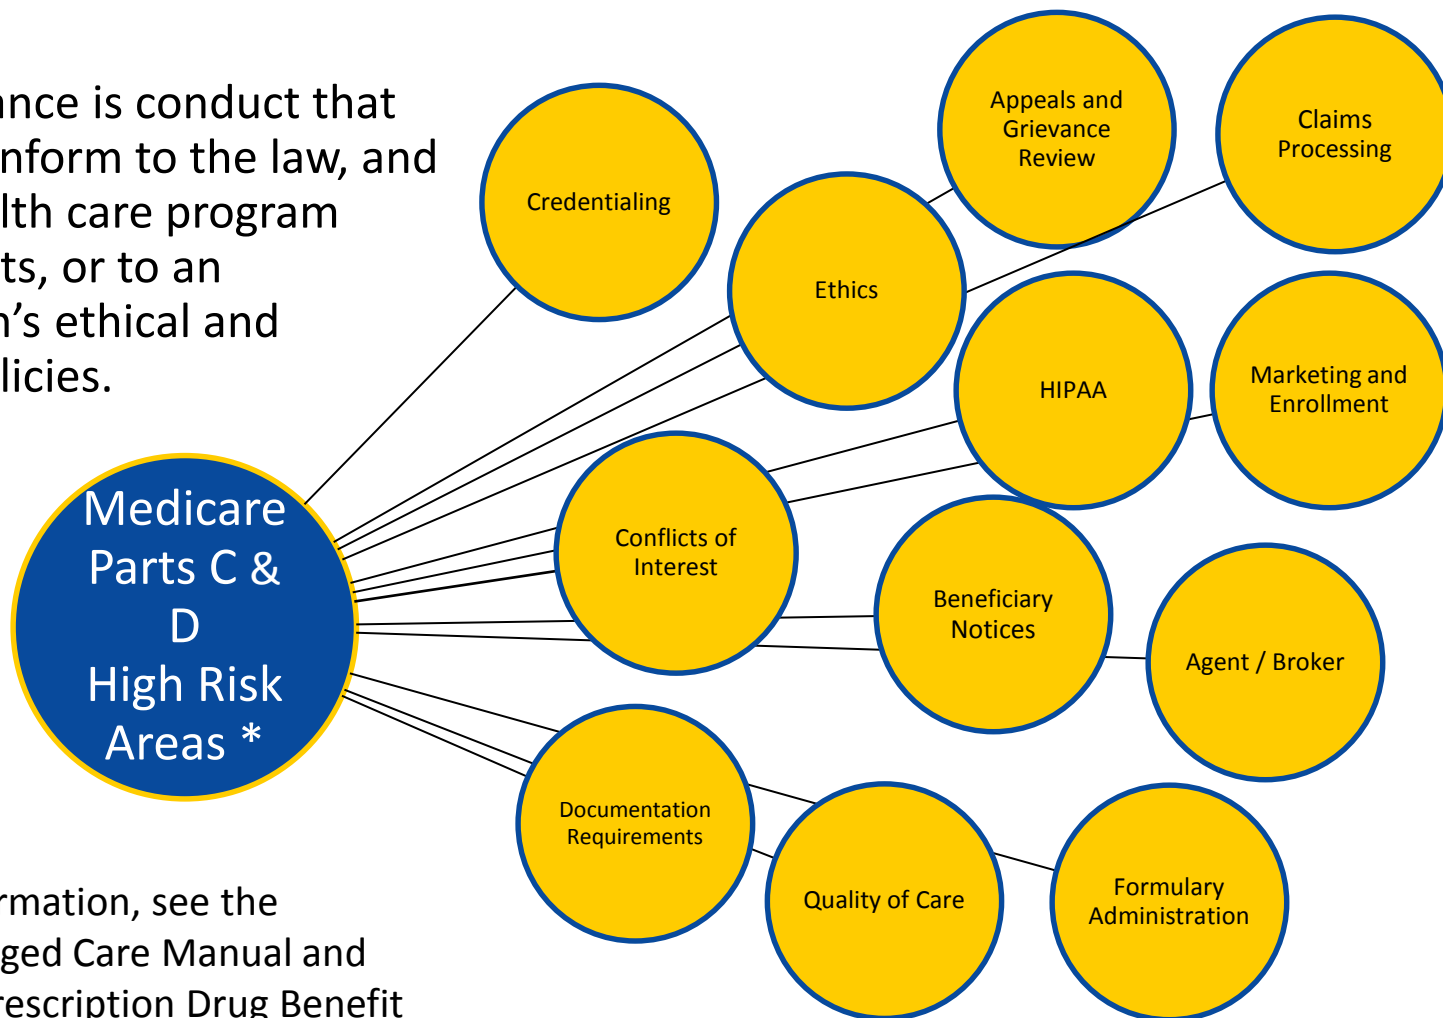 ance is conduct that
nform to the law, and
lth care program
ts, or to an
n’s ethical and
licies.
Credentialing
Appeals and
Grievance
Review
Claims
Processing
Ethics
HIPAA
Marketing and
Enrollment
Medicare
Parts C &
D
High Risk
Areas *
Conflicts of
Interest
Beneficiary
Notices
Agent / Broker
Documentation
Requirements
Quality of Care
Formulary
Administration
rmation, see the
ged Care Manual and
rescription Drug Benefit